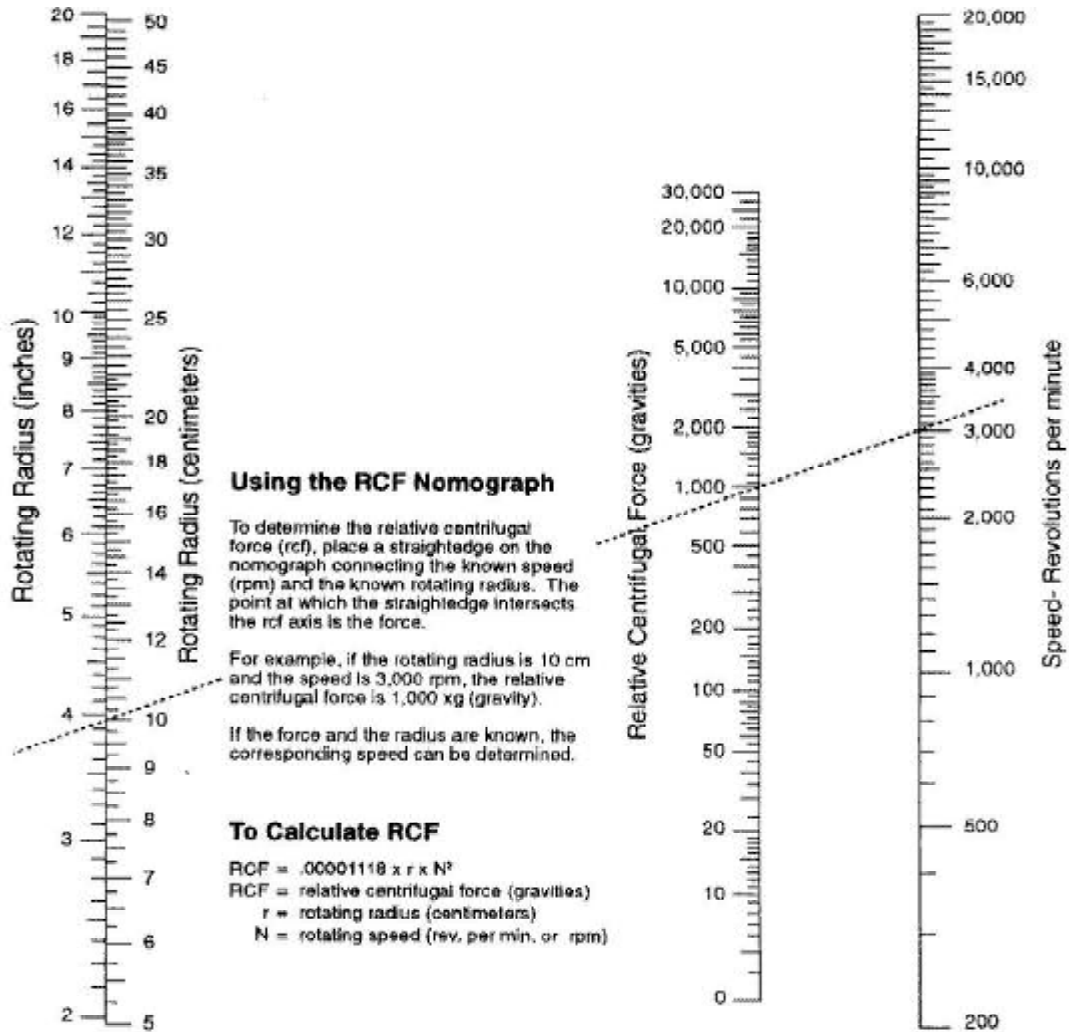 Rotating Radius (inches)
20
18
16
14
12
10
9
8
7
6
5
4
3
2
Rotating Radius (centimeters)
50
45
40
35
30
25
20
18
16
14
12
10
9
8
7
6
5
Using the RCF Nomograph
To determine the relative centrifugal
force (rcf), place a straightedge on the
nomograph connecting the known speed
(rpm) and the known rotating radius. The
point at which the straightedge intersects
the rcf axis is the force.
For example, if the rotating radius is 10 cm
and the speed is 3,000 rpm, the relative
centrifugal force is 1,000 xg (gravity).
If the force and the radius are known, the
corresponding speed can be determined.
To Calculate RCF
RCF = .00001118 x r x N²
RCF = relative centrifugal force (gravities)
r = rotating radius (centimeters)
N = rotating speed (rev. per min. or rpm)
Relative Centrifugal Force (gravities)
30,000
20,000
10,000
5,000
2,000
1,000
500
200
100
50
20
10
0
20,000
15,000
10,000
6,000
4,000
3,000
2,000
1,000
500
200
Speed- Revolutions per minute